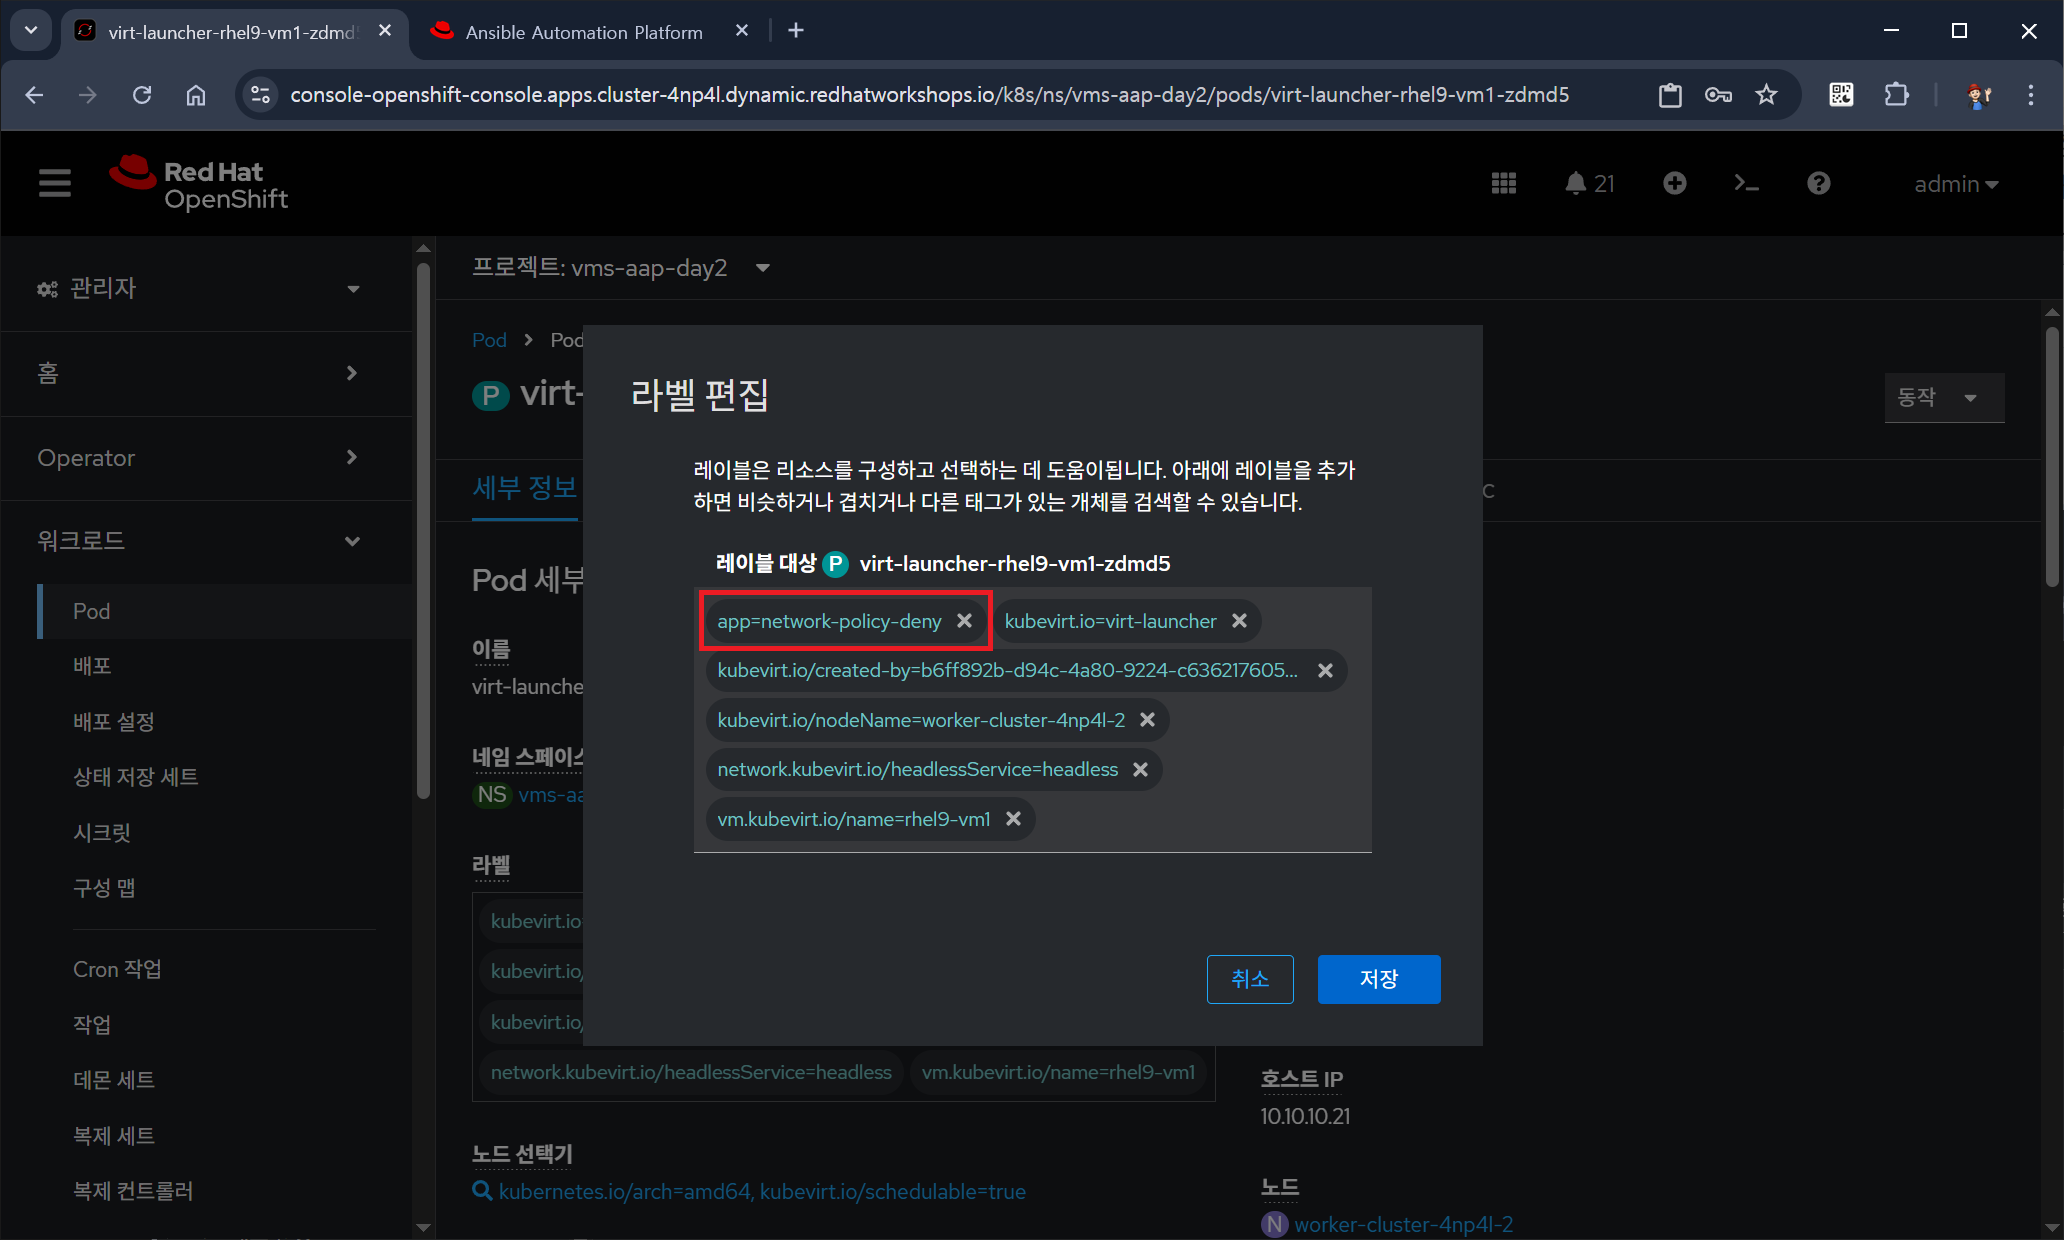 virt-launcher-rhel9-vm1-zdmd
Ansible Automation Platform
console-openshift-console.apps.cluster-4np4l.dynamic.redhatworkshops.io/k8s/ns/vms-aap-day2/pods/virt-launcher-rhel9-vm1-zdmd5
Red Hat
OpenShift
21
admin
관리자
홈
Operator
워크로드
Pod
배포
배포 설정
상태 저장 세트
시크릿
구성 맵
Cron 작업
작업
데몬 세트
복제 세트
복제 컨트롤러
프로젝트: vms-aap-day2
Pod
Pod
P virt-
동작
세부 정보
Pod 세부
이름
virt-launche
네임 스페이스
NS vms-aa
라벨
kubevirt.io
kubevirt.io/
kubevirt.io/
network.kubevirt.io/headlessService=headless
vm.kubevirt.io/name=rhel9-vm1
노드 선택기
kubernetes.io/arch=amd64, kubevirt.io/schedulable=true
호스트 IP
10.10.10.21
노드
N worker-cluster-4np4l-2
라벨 편집
레이블은 리소스를 구성하고 선택하는 데 도움이됩니다. 아래에 레이블을 추가
하면 비슷하거나 겹치거나 다른 태그가 있는 개체를 검색할 수 있습니다.
레이블 대상 P virt-launcher-rhel9-vm1-zdmd5
app=network-policy-deny
kubevirt.io=virt-launcher
kubevirt.io/created-by=b6ff892b-d94c-4a80-9224-c636217605...
kubevirt.io/nodeName=worker-cluster-4np4l-2
network.kubevirt.io/headlessService=headless
vm.kubevirt.io/name=rhel9-vm1
취소
저장